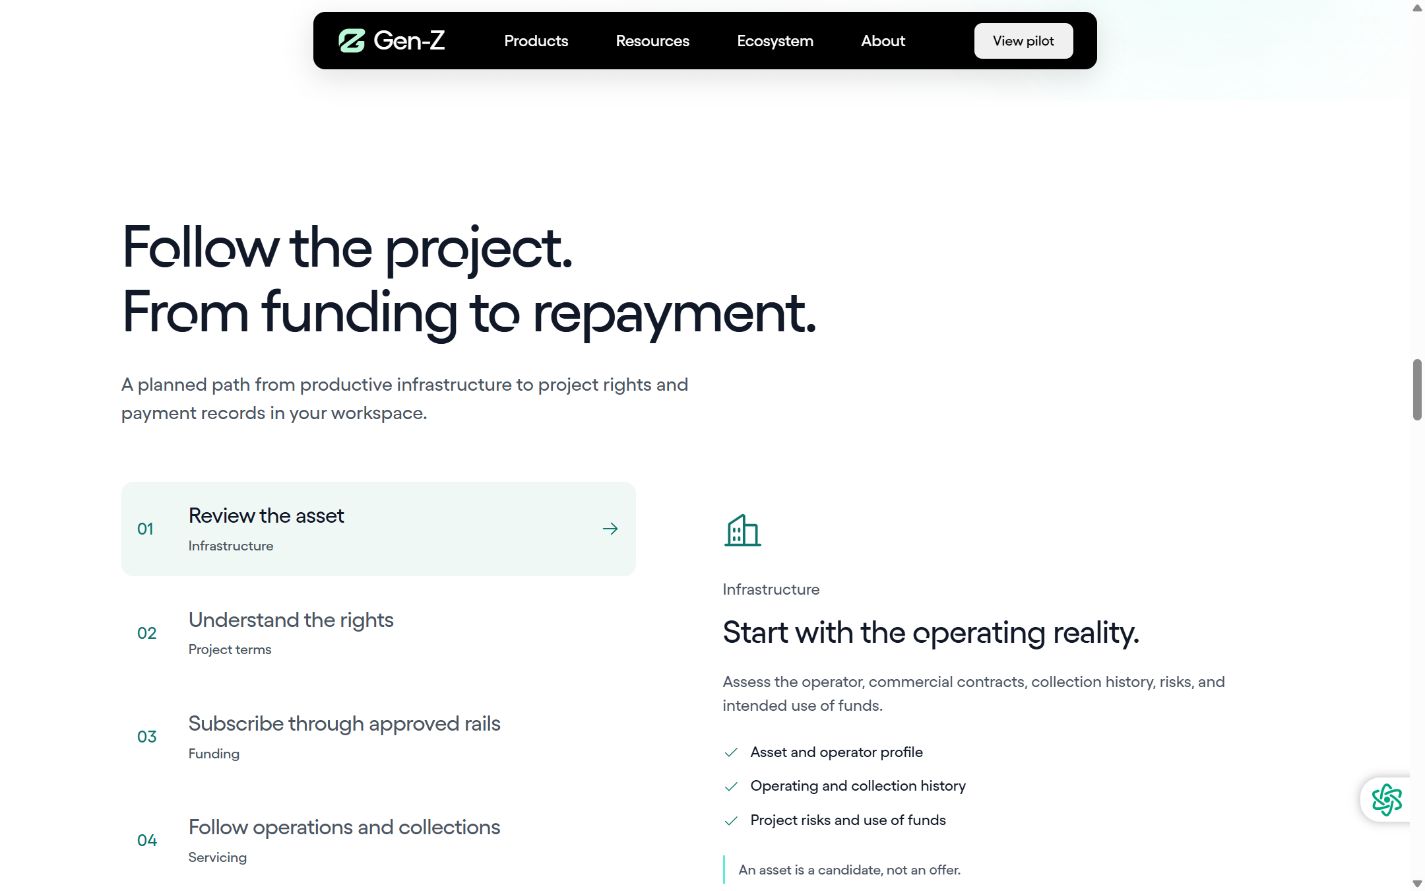 Gen-Z
Products
Resources
Ecosystem
About
View pilot
Follow the project.
From funding to repayment.
A planned path from productive infrastructure to project rights and
payment records in your workspace.
01
Review the asset
Infrastructure
02
Understand the rights
Project terms
03
Subscribe through approved rails
Funding
04
Follow operations and collections
Servicing
Infrastructure
Start with the operating reality.
Assess the operator, commercial contracts, collection history, risks, and
intended use of funds.
Asset and operator profile
Operating and collection history
Project risks and use of funds
An asset is a candidate, not an offer.